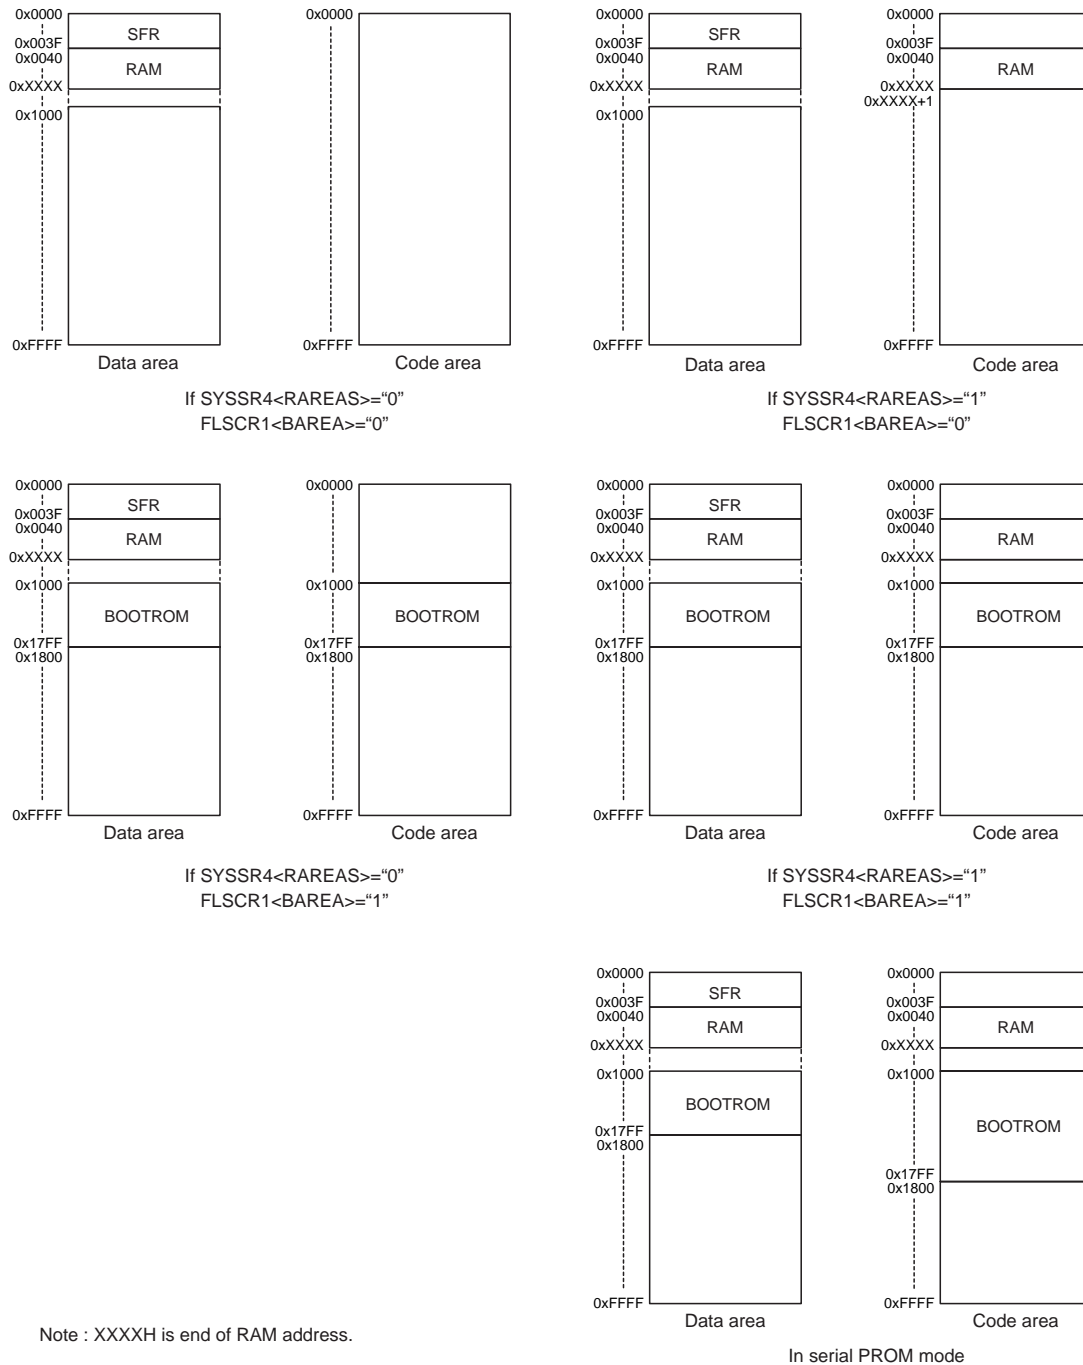 0x0000
SFR
0x003F
0x0040
RAM
0xXXXX
0x1000
0xFFFF
Data area
0x0000
0xFFFF
Code area
If SYSSR4<RAREAS>=“0”
FLSCR1<BAREA>=“0”
0x0000
SFR
0x003F
0x0040
RAM
0xXXXX
0x1000
0xFFFF
Data area
0x0000
0x003F
0x0040
RAM
0xXXXX
0xXXXX+1
0xFFFF
Code area
If SYSSR4<RAREAS>=“1”
FLSCR1<BAREA>=“0”
0x0000
SFR
0x003F
0x0040
RAM
0xXXXX
0x1000
BOOTROM
0x17FF
0x1800
0xFFFF
Data area
0x0000
0x1000
BOOTROM
0x17FF
0x1800
0xFFFF
Code area
If SYSSR4<RAREAS>=“0”
FLSCR1<BAREA>=“1”
0x0000
SFR
0x003F
0x0040
RAM
0xXXXX
0x1000
BOOTROM
0x17FF
0x1800
0xFFFF
Data area
0x0000
0x003F
0x0040
RAM
0xXXXX
0x1000
BOOTROM
0x17FF
0x1800
0xFFFF
Code area
If SYSSR4<RAREAS>=“1”
FLSCR1<BAREA>=“1”
0x0000
SFR
0x003F
0x0040
RAM
0xXXXX
0x1000
BOOTROM
0x17FF
0x1800
0xFFFF
Data area
0x0000
0x003F
0x0040
RAM
0xXXXX
0x1000
BOOTROM
0x17FF
0x1800
0xFFFF
Code area
In serial PROM mode
Note : XXXXH is end of RAM address.